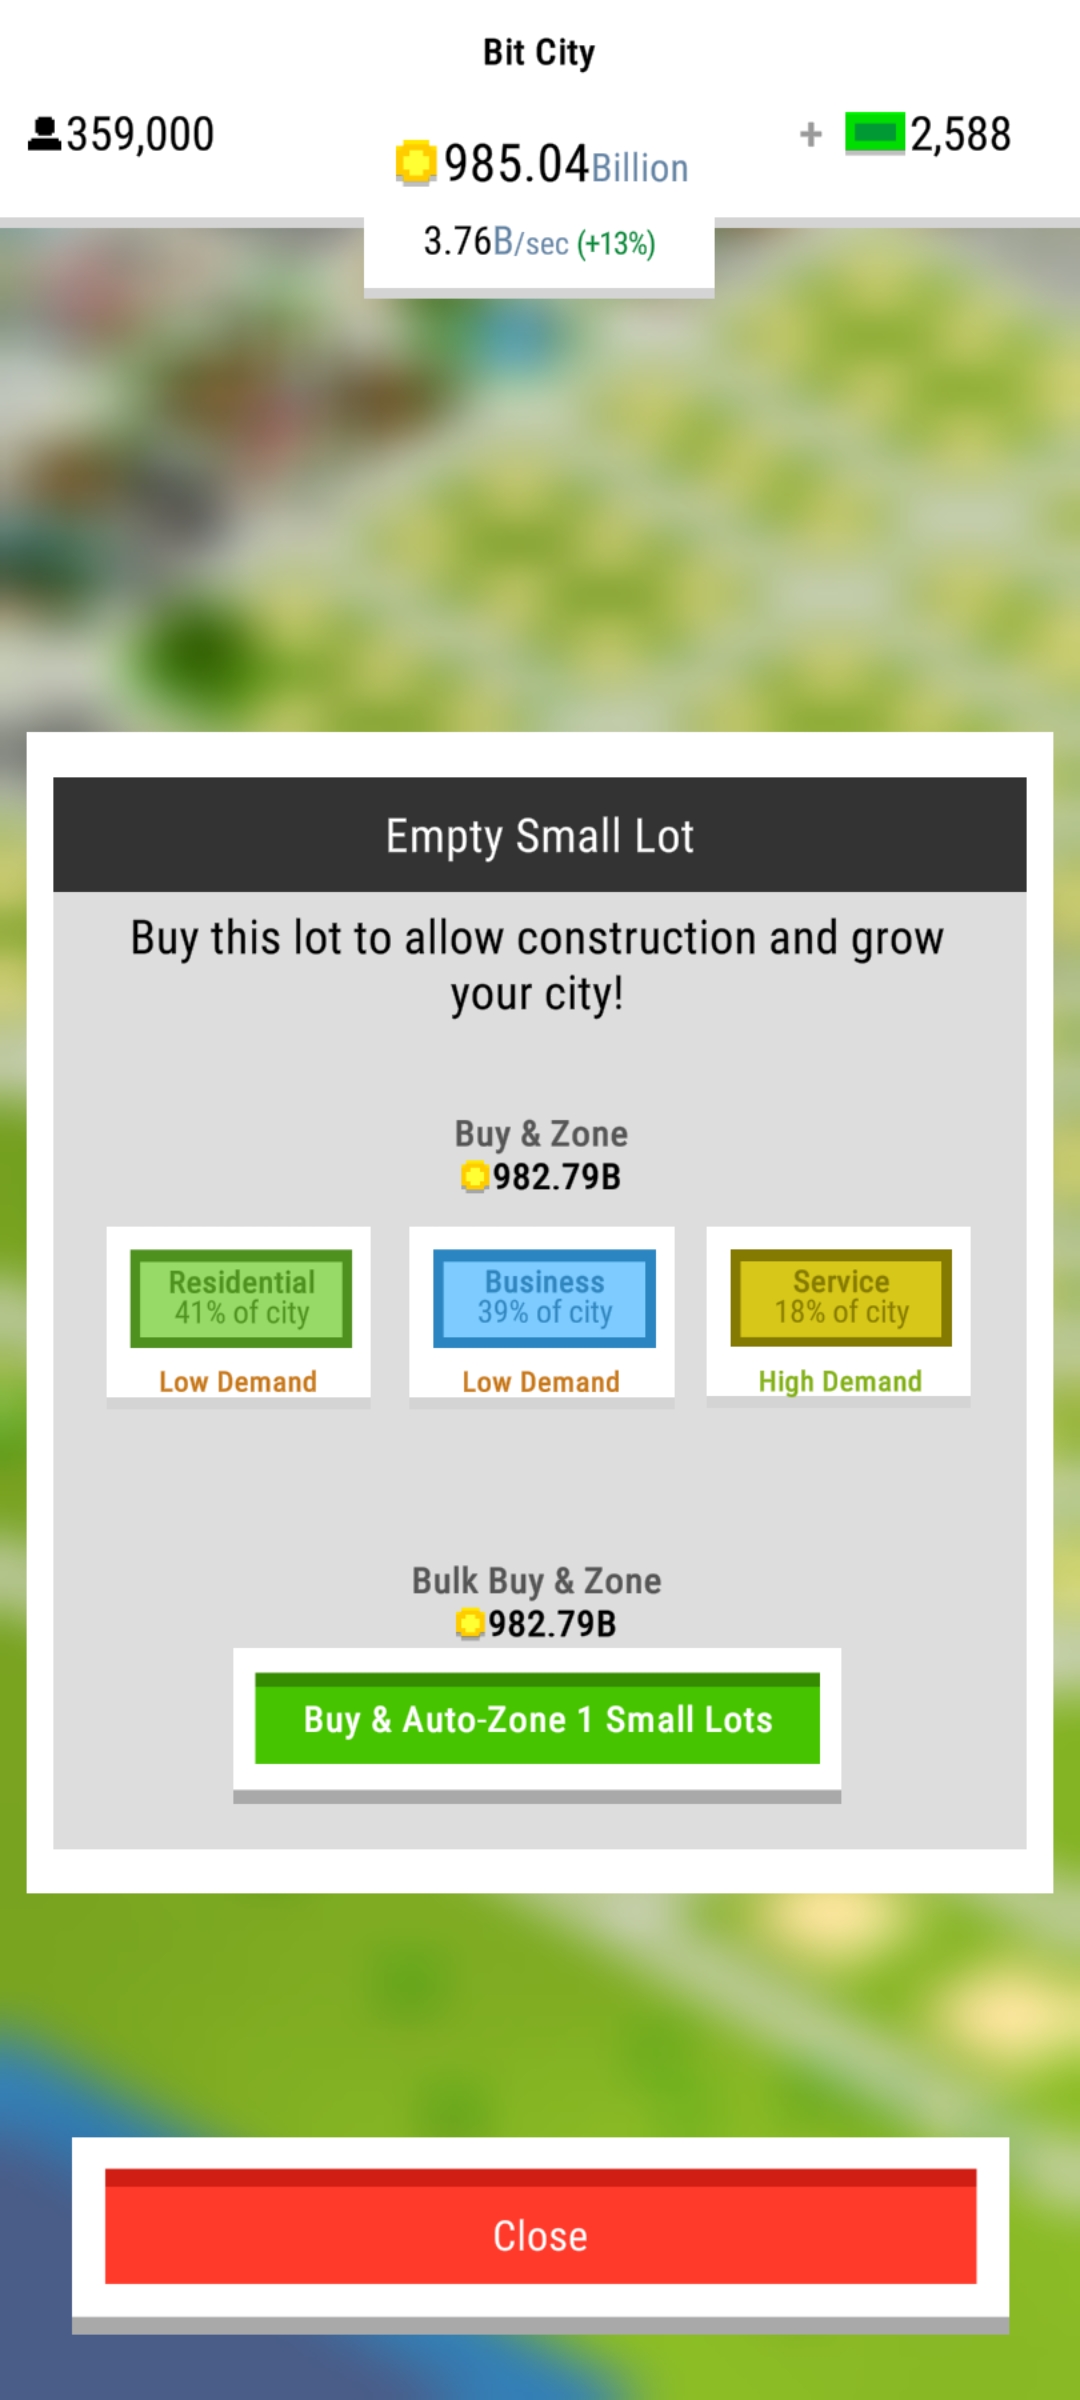 Bit City
359,000
985.04Billion
+ 2,588
3.76B/sec (+13%)
Empty Small Lot
Buy this lot to allow construction and grow
your city!
Buy & Zone
982.79B
Residential
41% of city
Low Demand
Business
39% of city
Low Demand
Service
18% of city
High Demand
Bulk Buy & Zone
982.79B
Buy & Auto-Zone 1 Small Lots
Close